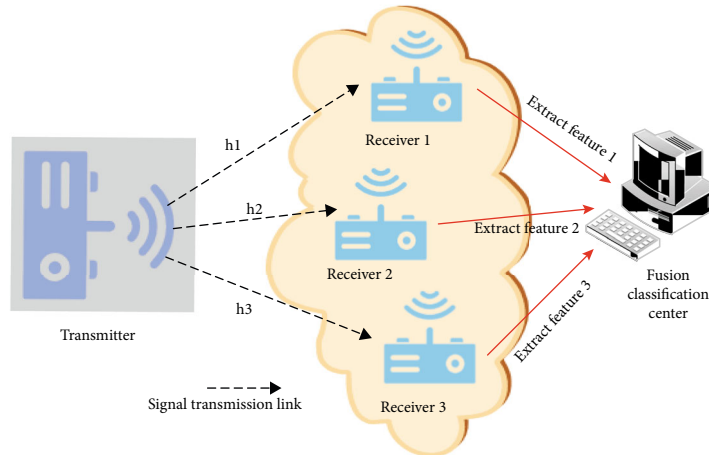 Receiver 1
Extract feature 1
h1
h2
Receiver 2
Extract feature 2
h3
Transmitter
Fusion
classification
center
Extract feature 3
Signal transmission link
Receiver 3